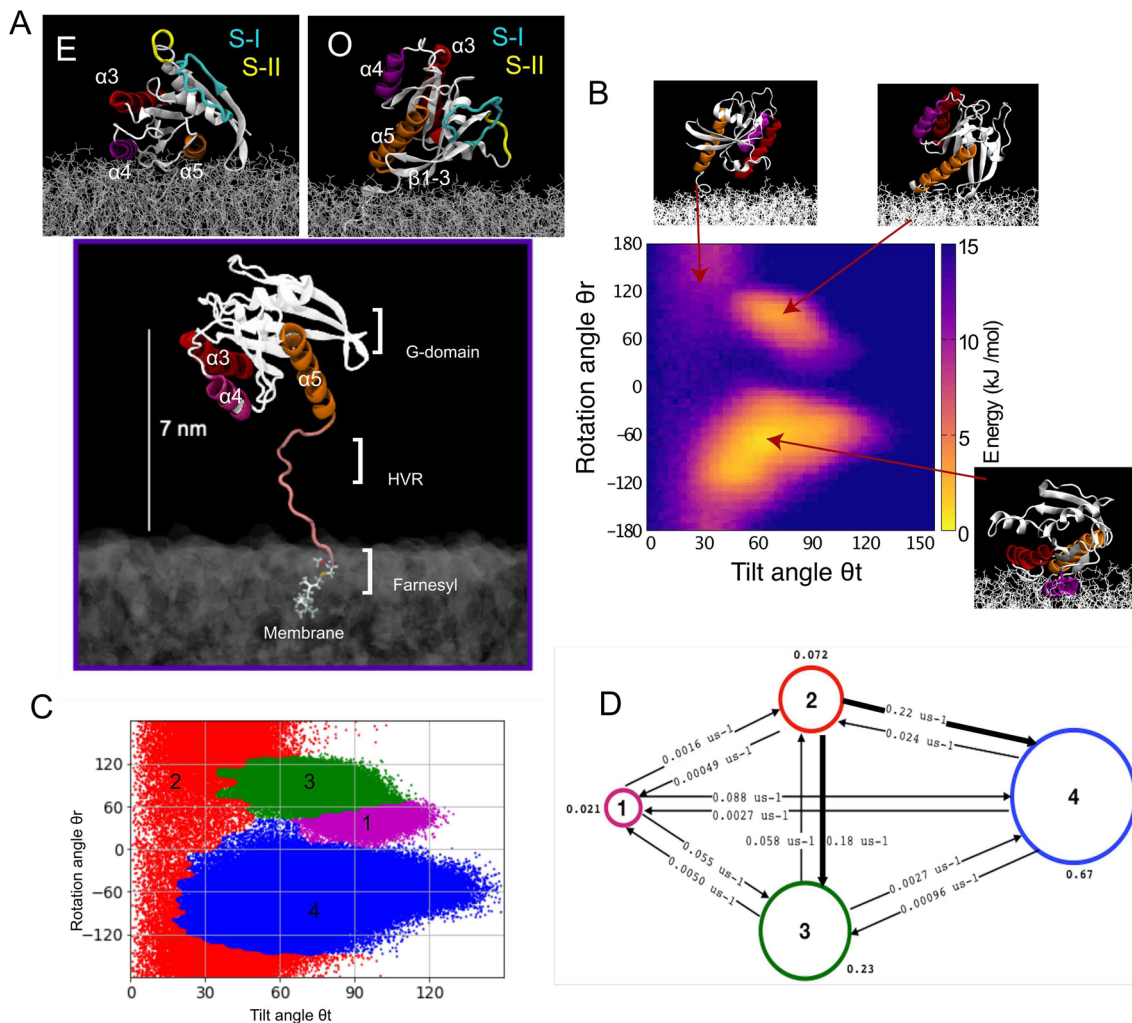 A
E
S-I
S-II
α3
α4
α5
O
S-I
S-II
α3
α4
α5
β1-3
α3
α4
α5
7 nm
G-domain
HVR
Farnesyl
Membrane
B
180
120
60
0
−60
−120
−180
Rotation angle θr
0 30 60 90 120 150
Tilt angle θt
15
10
5
0
Energy (kJ /mol)
C
120
60
0
−60
−120
Rotation angle θr
2
3
1
4
0 30 60 90 120
Tilt angle θt
D
0.072
2
0.22 us-1
0.024 us-1
0.0016 us-1
0.00049 us-1
4
0.67
0.021
1
0.088 us-1
0.0027 us-1
0.058 us-1
0.18 us-1
0.055 us-1
0.0050 us-1
0.0027 us-1
0.00096 us-1
3
0.23